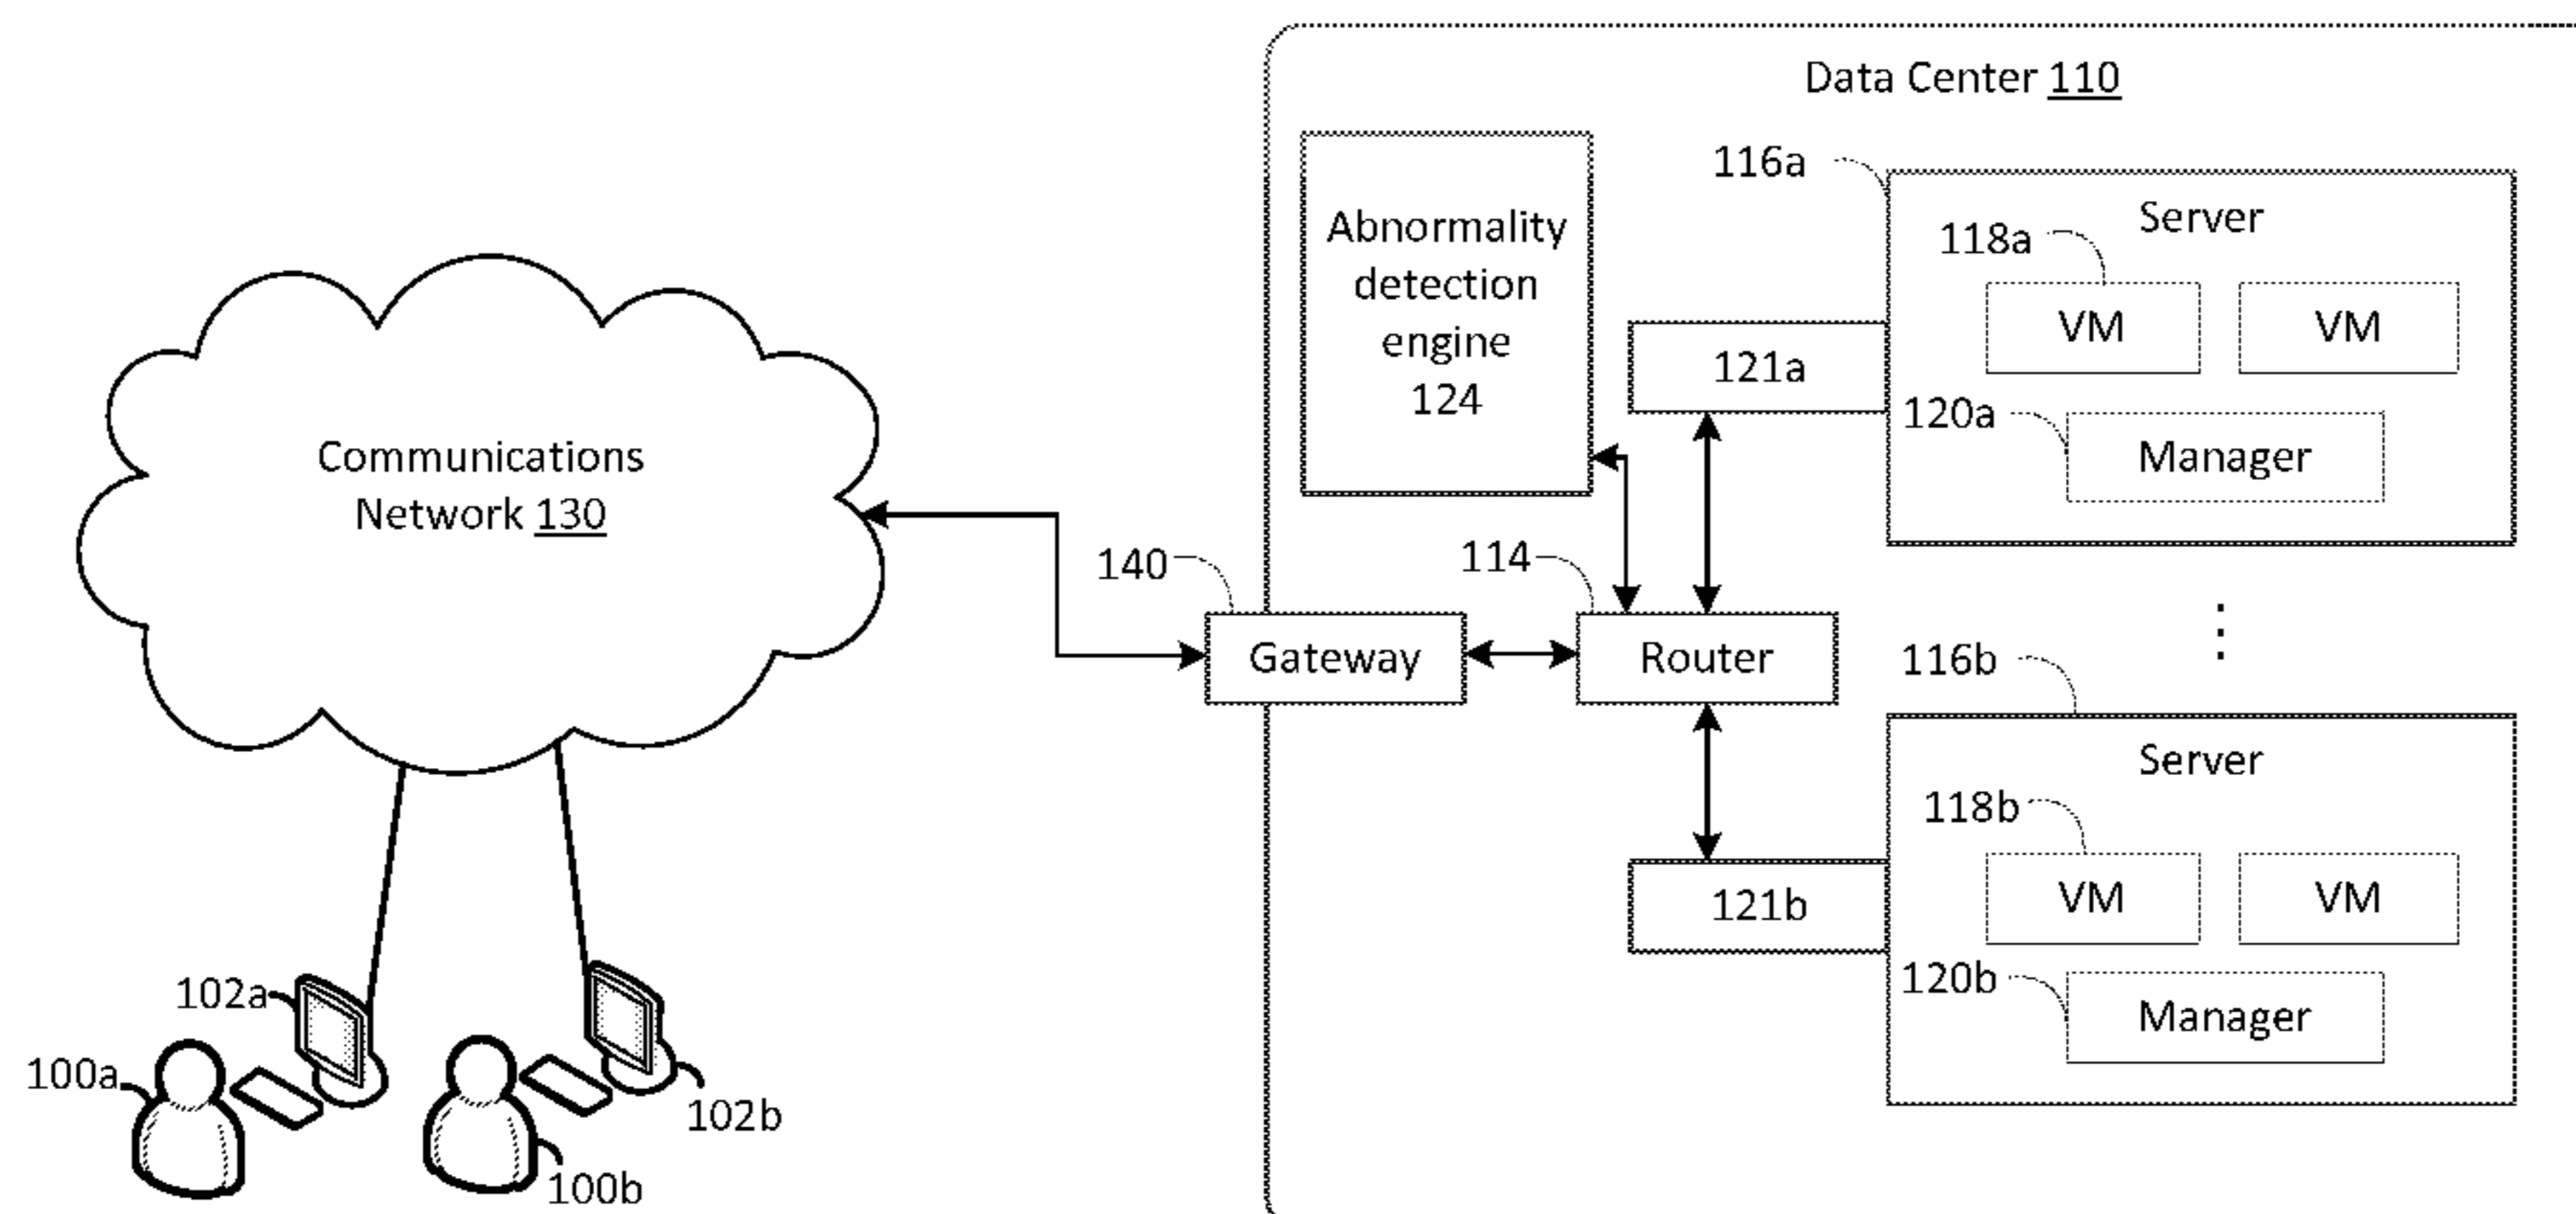 Data Center 110
Abnormality
detection
engine
124
116a
Server
118a
VM
VM
121a
120a
Manager
Communications
Network 130
140
Gateway
114
Router
116b
Server
118b
VM
VM
121b
120b
Manager
102a
100a
102b
100b